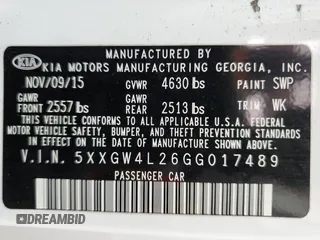 MANUFACTURED BY
KIA KIA MOTORS MANUFACTURING GEORGIA, INC.
NOV/09/15 GVWR 4630 lbs PAINT SWP
GAWR FRONT 2557 lbs GAWR REAR 2513 lbs TRIM WK
THIS VEHICLE CONFORMS TO ALL APPLICABLE U.S. FEDERAL MOTOR VEHICLE
SAFETY, BUMPER, AND THEFT PREVENTION STANDARDS IN
EFFECT ON THE DATE OF MANUFACTURE SHOWN ABOVE.
V.I.N. 5XXGW4L26GG017489
PASSENGER CAR
DREAMBID